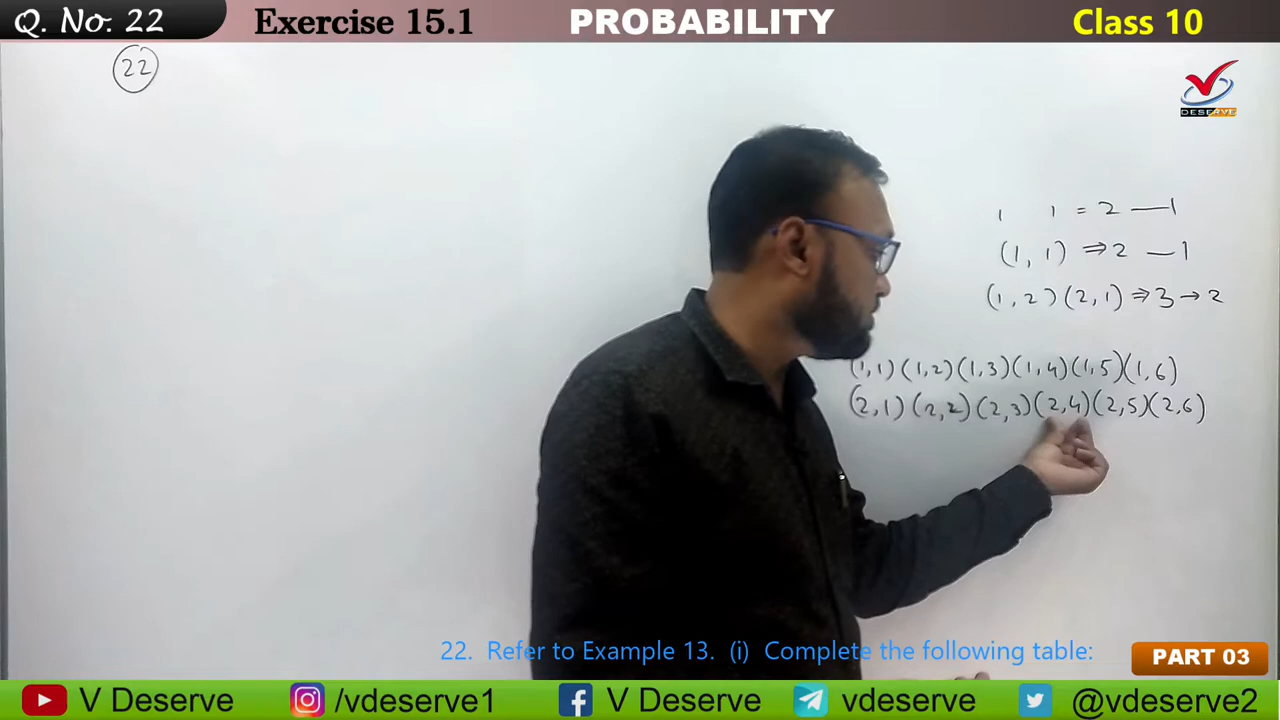 Q. No. 22 Exercise 15.1 PROBABILITY Class 10
22
DESERVE
1 1 = 2 — 1
(1, 1) ⇒ 2 — 1
(1, 2) (2, 1) ⇒ 3 → 2
(1,1) (1,2) (1,3) (1,4) (1,5) (1,6)
(2,1) (2,2) (2,3) (2,4) (2,5) (2,6)
22. Refer to Example 13. (i) Complete the following table:
PART 03
V Deserve /vdeserve1 V Deserve vdeserve @vdeserve2